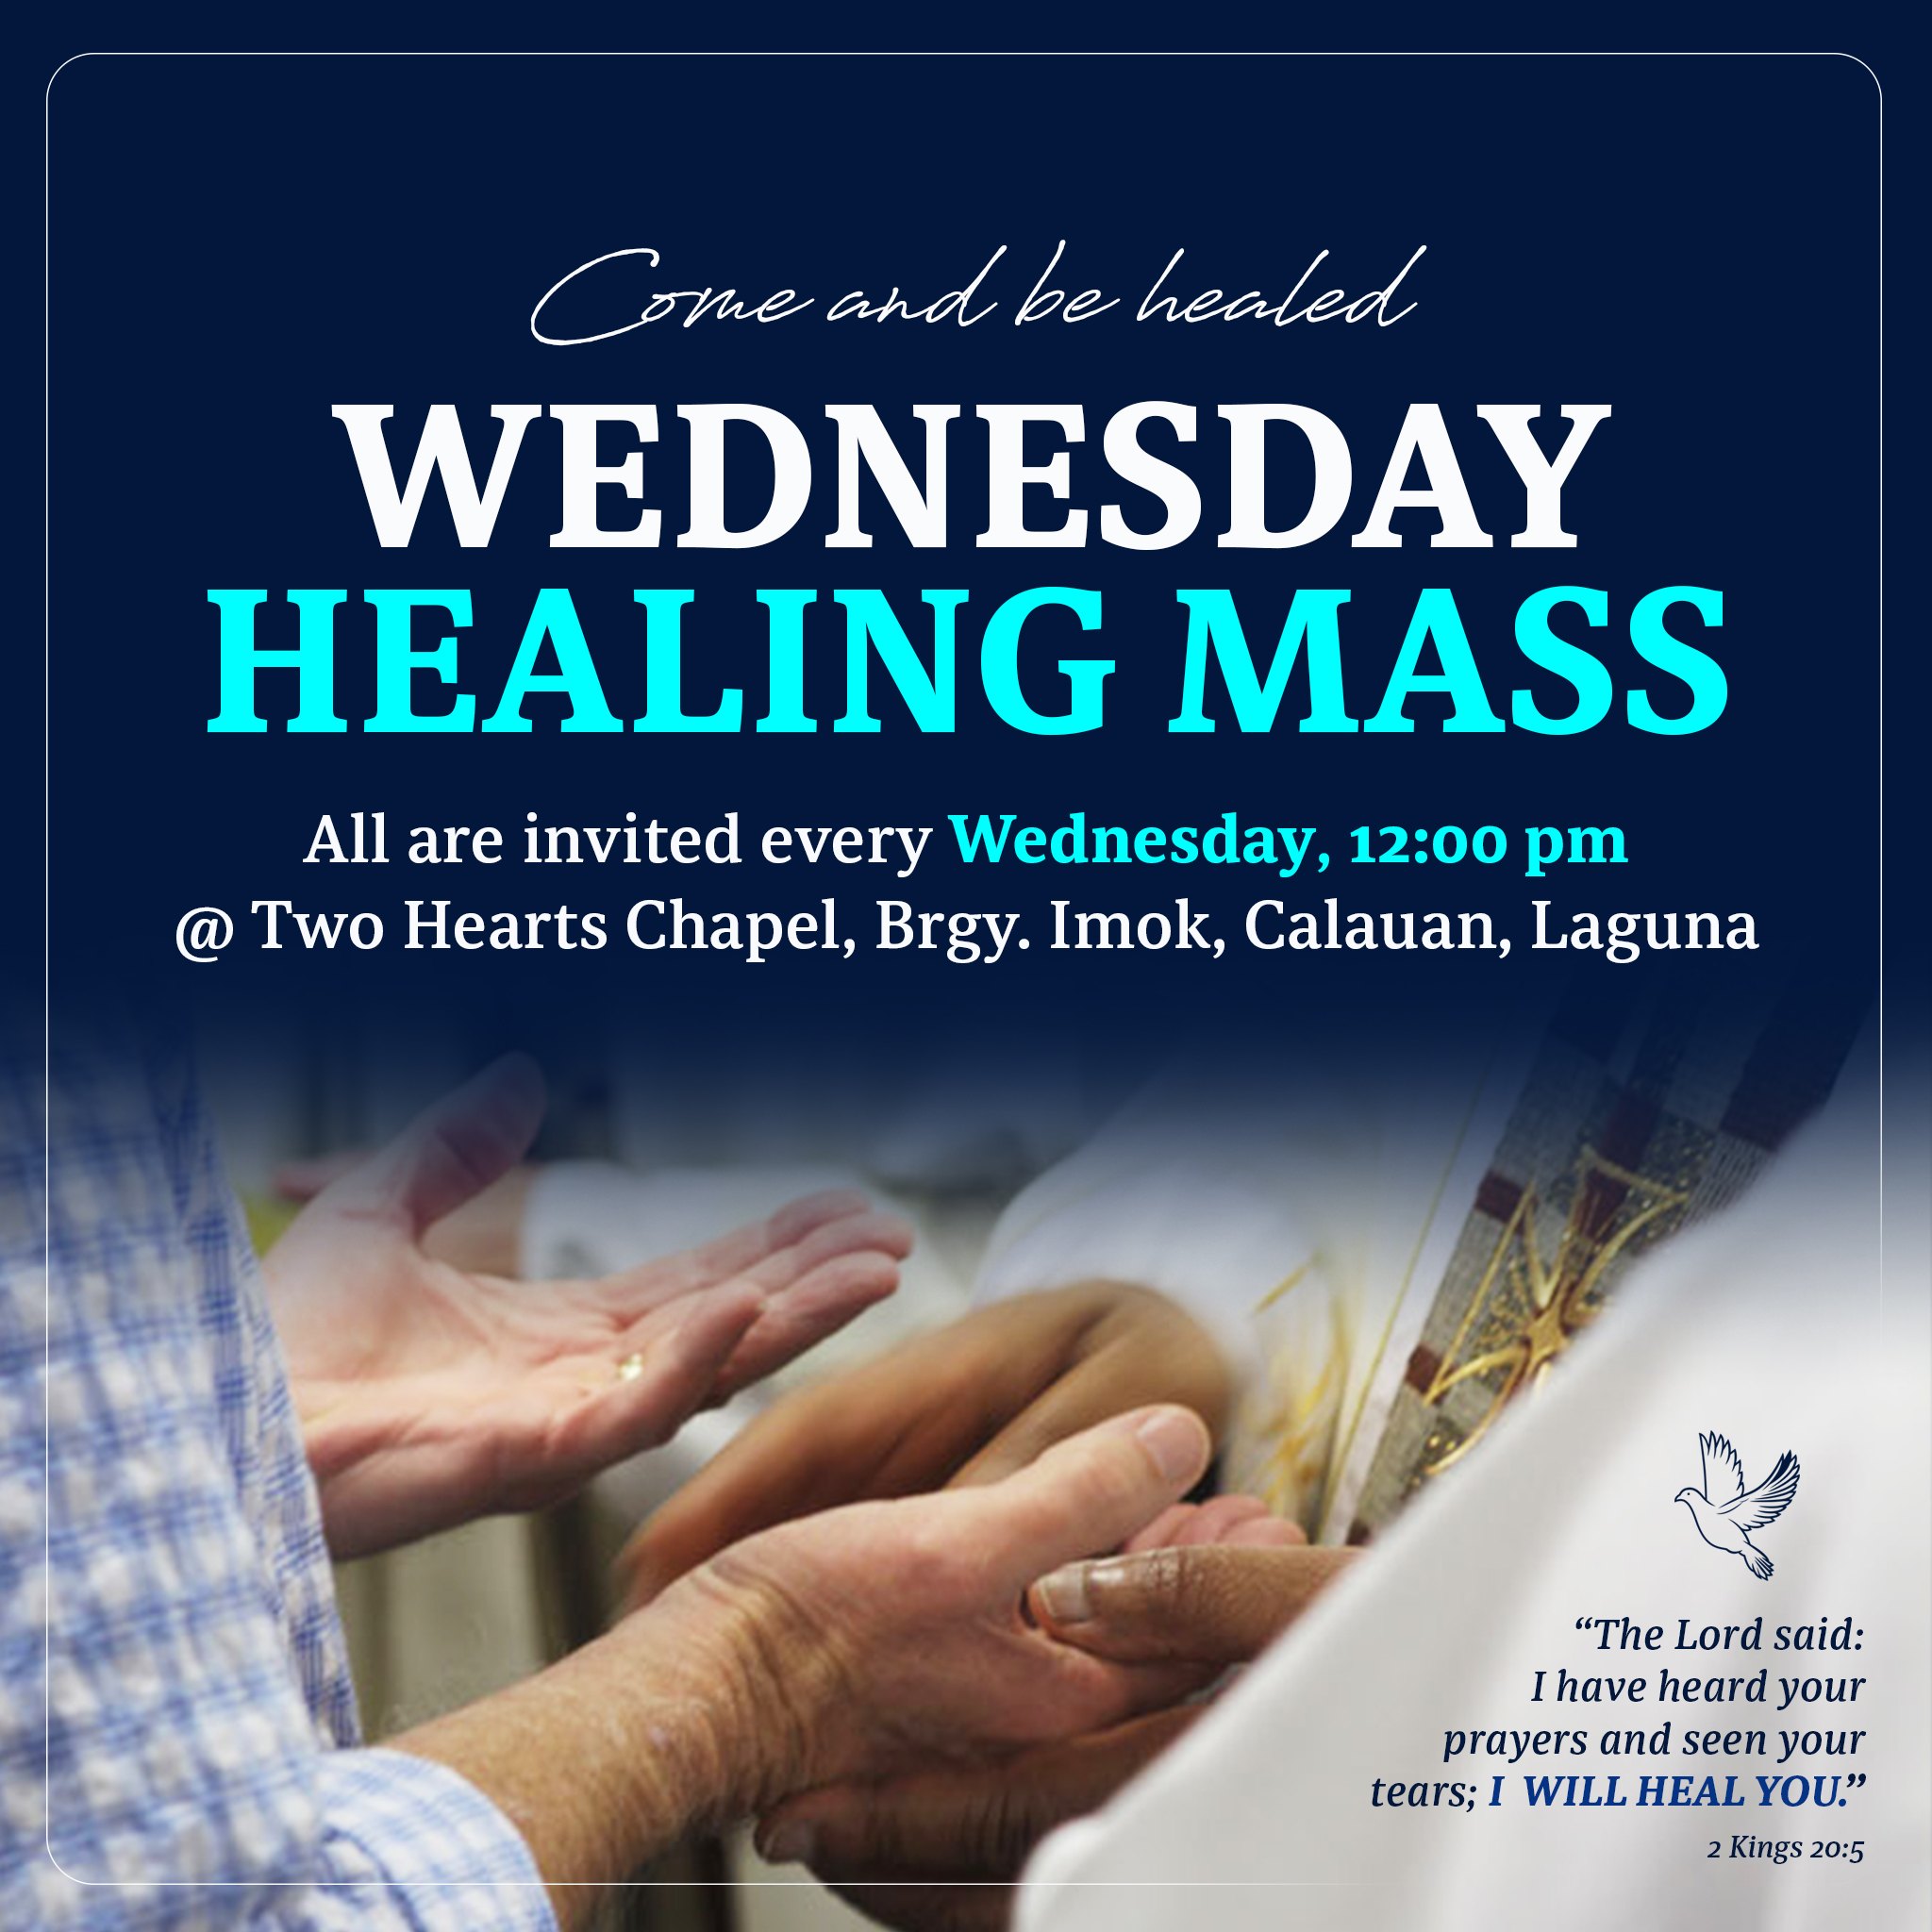 Come and be healed
WEDNESDAY
HEALING MASS
All are invited every Wednesday, 12:00 pm
@ Two Hearts Chapel, Brgy. Imok, Calauan, Laguna
“The Lord said:
I have heard your
prayers and seen your
tears; I WILL HEAL YOU.”
2 Kings 20:5